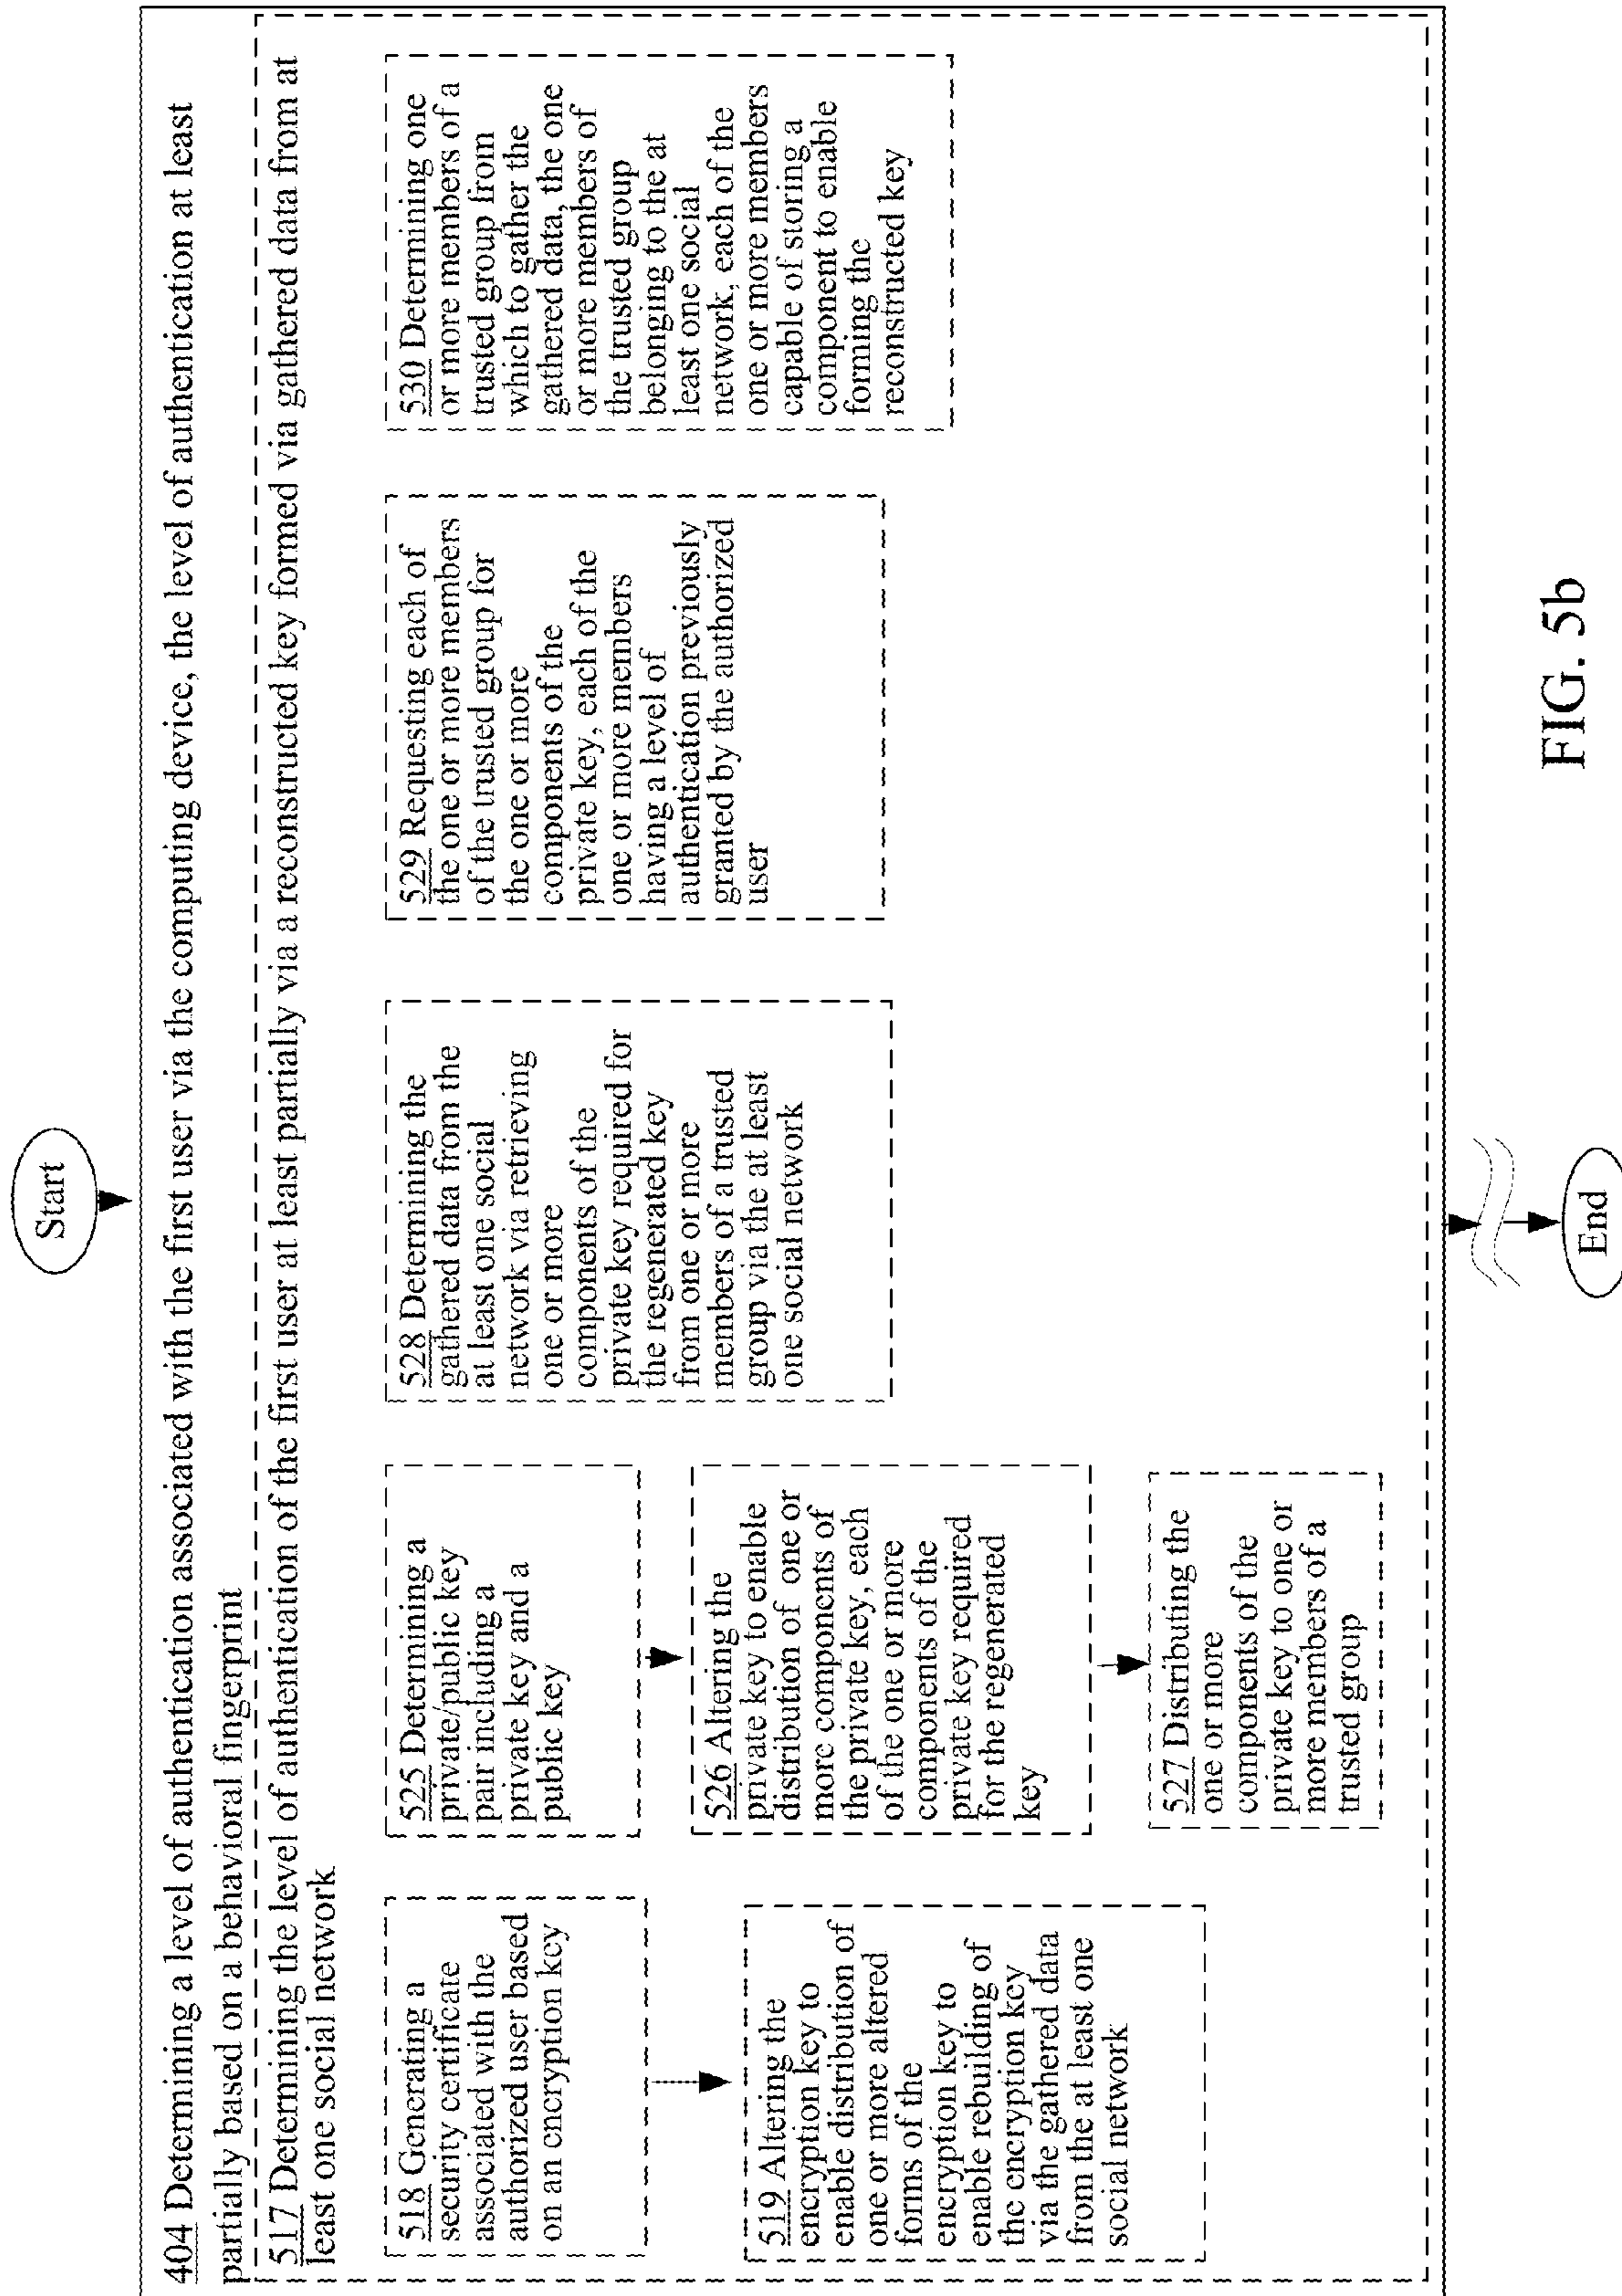 Start
404 Determining a level of authentication associated with the first user via the computing device, the level of authentication at least
partially based on a behavioral fingerprint
517 Determining the level of authentication of the first user at least partially via a reconstructed key formed via gathered data from at
least one social network
518 Generating a
security certificate
associated with the
authorized user based
on an encryption key
519 Altering the
encryption key to
enable distribution of
one or more altered
forms of the
encryption key to
enable rebuilding of
the encryption key
via the gathered data
from the at least one
social network
525 Determining a
private/public key
pair including a
private key and a
public key
526 Altering the
private key to enable
distribution of one or
more components of
the private key, each
of the one or more
components of the
private key required
for the regenerated
key
527 Distributing the
one or more
components of the
private key to one or
more members of a
trusted group
528 Determining the
gathered data from the
at least one social
network via retrieving
one or more
components of the
private key required for
the regenerated key
from one or more
members of a trusted
group via the at least
one social network
529 Requesting each of
the one or more members
of the trusted group for
the one or more
components of the
private key, each of the
one or more members
having a level of
authentication previously
granted by the authorized
user
530 Determining one
or more members of a
trusted group from
which to gather the
gathered data, the one
or more members of
the trusted group
belonging to the at
least one social
network, each of the
one or more members
capable of storing a
component to enable
forming the
reconstructed key
End
FIG. 5b